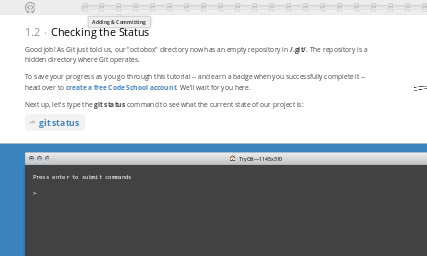 Adding & Committing
1.2 · Checking the Status
Good job! As Git just told us, our "octobox" directory now has an empty repository in /.git/. The repository is a
hidden directory where Git operates.
To save your progress as you go through this tutorial -- and earn a badge when you successfully complete it --
head over to create a free Code School account. We'll wait for you here.
Next up, let's type the git status command to see what the current state of our project is:
git status
TryGit—1145x310
Press enter to submit commands
>